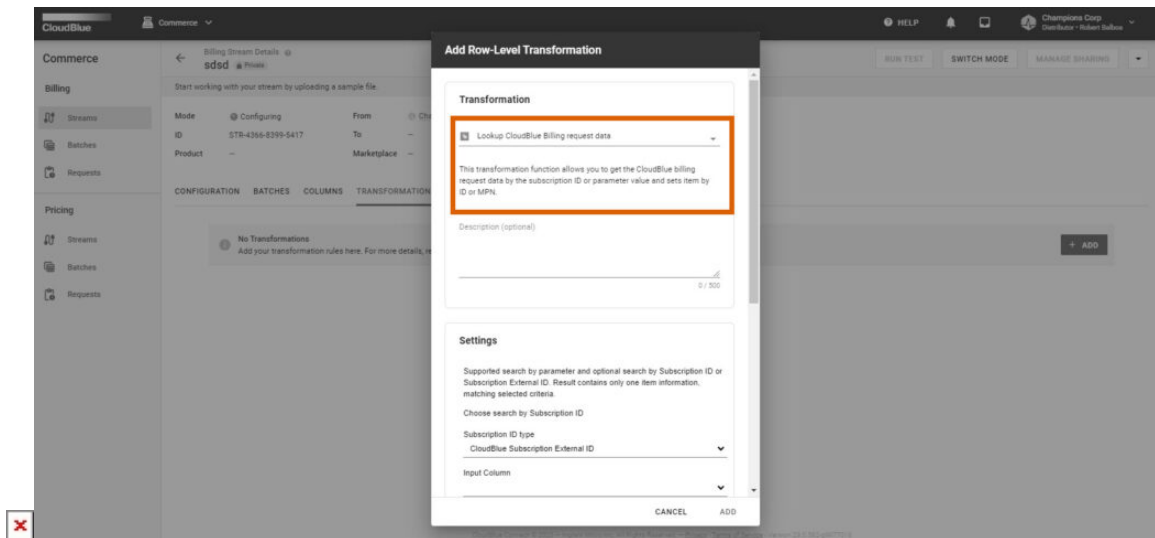 CloudBlue
Commerce
HELP
Champions Corp
Distributor - Robert Balboa
Commerce
Billing
Streams
Batches
Requests
Pricing
Streams
Batches
Requests
Billing Stream Details
sdsd Private
RUN TEST
SWITCH MODE
MANAGE SHARING
Start working with your stream by uploading a sample file.
Mode Configuring From
ID STR-4366-8299-5417 To –
Product – Marketplace –
CONFIGURATION BATCHES COLUMNS TRANSFORMATION
No Transformations
Add your transformation rules here. For more details,
+ ADD
Add Row-Level Transformation
Transformation
Lookup CloudBlue Billing request data
This transformation function allows you to get the CloudBlue billing
request data by the subscription ID or parameter value and sets item by
ID or MPN.
Description (optional)
0 / 500
Settings
Supported search by parameter and optional search by Subscription ID or
Subscription External ID. Result contains only one item information,
matching selected criteria.
Choose search by Subscription ID
Subscription ID type
CloudBlue Subscription External ID
Input Column
CANCEL
ADD